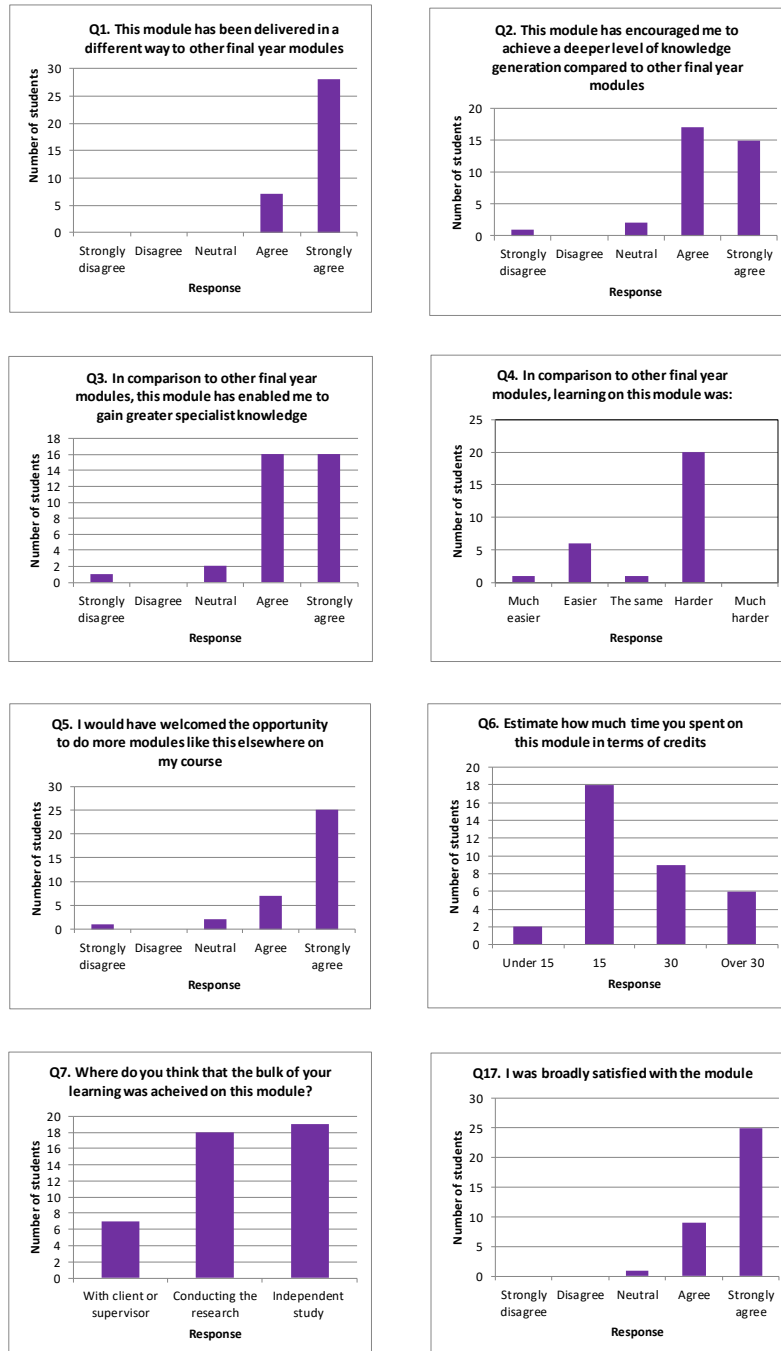 Q1. This module has been delivered in a
different way to other final year modules
Number of students
30
25
20
15
10
5
0
Strongly disagree
Disagree
Neutral
Agree
Strongly agree
Response
Q2. This module has encouraged me to
achieve a deeper level of knowledge
generation compared to other final year
modules
Number of students
20
15
10
5
0
Strongly disagree
Disagree
Neutral
Agree
Strongly agree
Response
Q3. In comparison to other final year
modules, this module has enabled me to
gain greater specialist knowledge
Number of students
18
16
14
12
10
8
6
4
2
0
Strongly disagree
Disagree
Neutral
Agree
Strongly agree
Response
Q4. In comparison to other final year
modules, learning on this module was:
Number of students
25
20
15
10
5
0
Much easier
Easier
The same
Harder
Much harder
Response
Q5. I would have welcomed the opportunity
to do more modules like this elsewhere on
my course
Number of students
30
25
20
15
10
5
0
Strongly disagree
Disagree
Neutral
Agree
Strongly agree
Response
Q6. Estimate how much time you spent on
this module in terms of credits
Number of students
20
18
16
14
12
10
8
6
4
2
0
Under 15
15
30
Over 30
Response
Q7. Where do you think that the bulk of your
learning was acheived on this module?
Number of students
20
18
16
14
12
10
8
6
4
2
0
With client or supervisor
Conducting the research
Independent study
Response
Q17. I was broadly satisfied with the module
Number of students
30
25
20
15
10
5
0
Strongly disagree
Disagree
Neutral
Agree
Strongly agree
Response